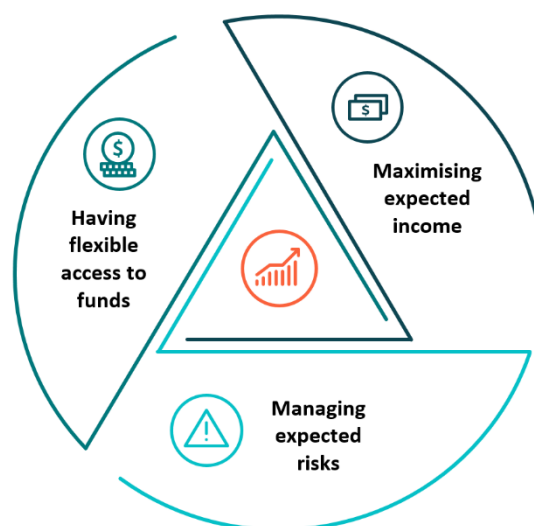 $
Maximising
expected
income
$
Having
flexible
access to
funds
Managing
expected
risks
!